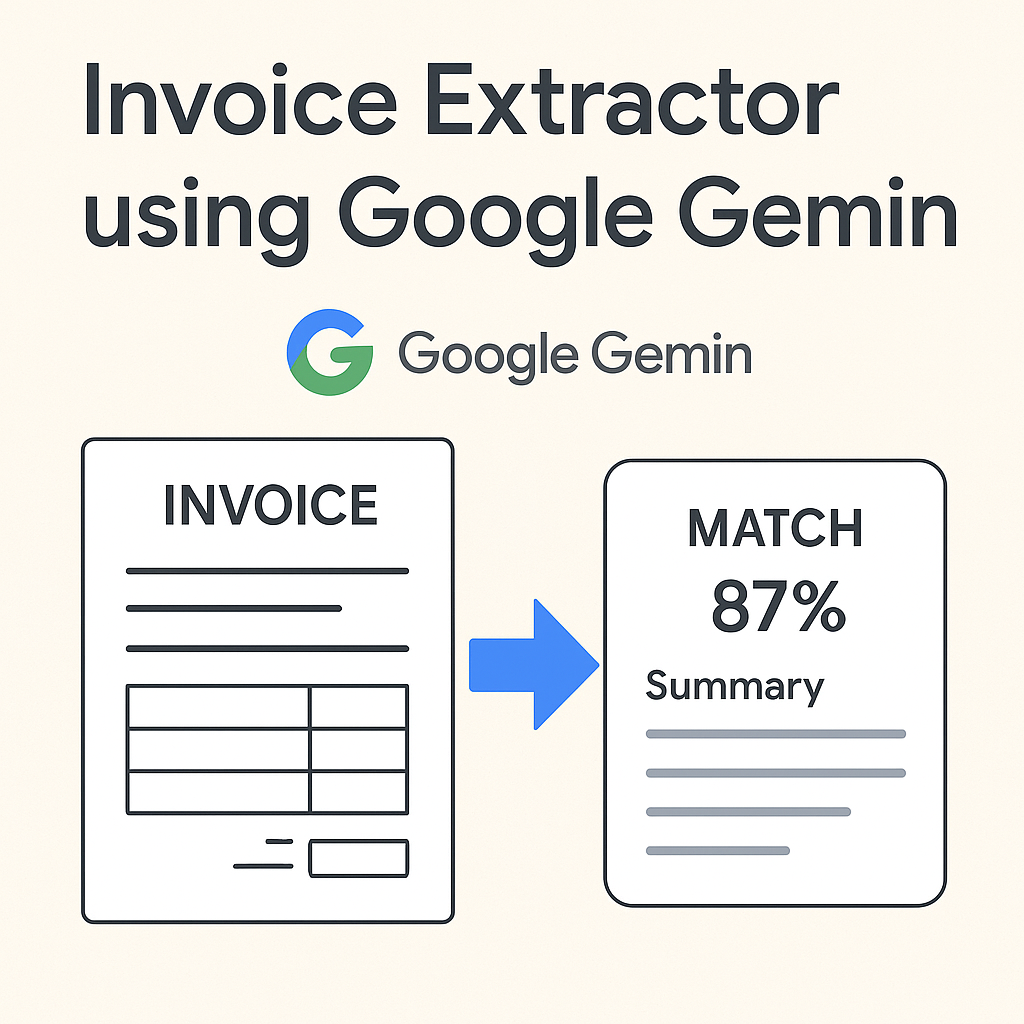 Invoice Extractor
using Google Gemin
Google Gemin
INVOICE
MATCH
87%
Summary